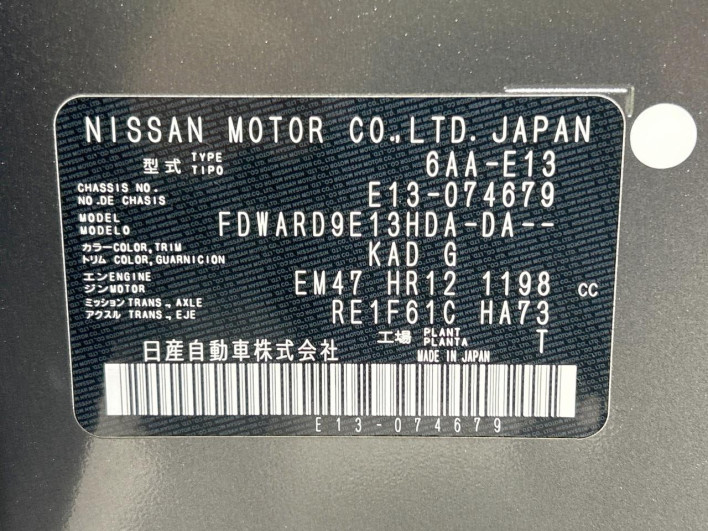 NISSAN MOTOR CO.,LTD. JAPAN
型式 TYPE TIPO 6AA-E13
CHASSIS NO. NO.DE CHASIS E13-074679
MODEL MODELO FDWARD9E13HDA-DA--
カラー COLOR,TRIM トリム COLOR,GUARNICION KAD G
エンジン ENGINE MOTOR EM47 HR12 1198 cc
ミッション TRANS.,AXLE アクスル TRANS.,EJE RE1F61C HA73
工場 PLANT PLANTA T
日産自動車株式会社 MADE IN JAPAN
E13-074679